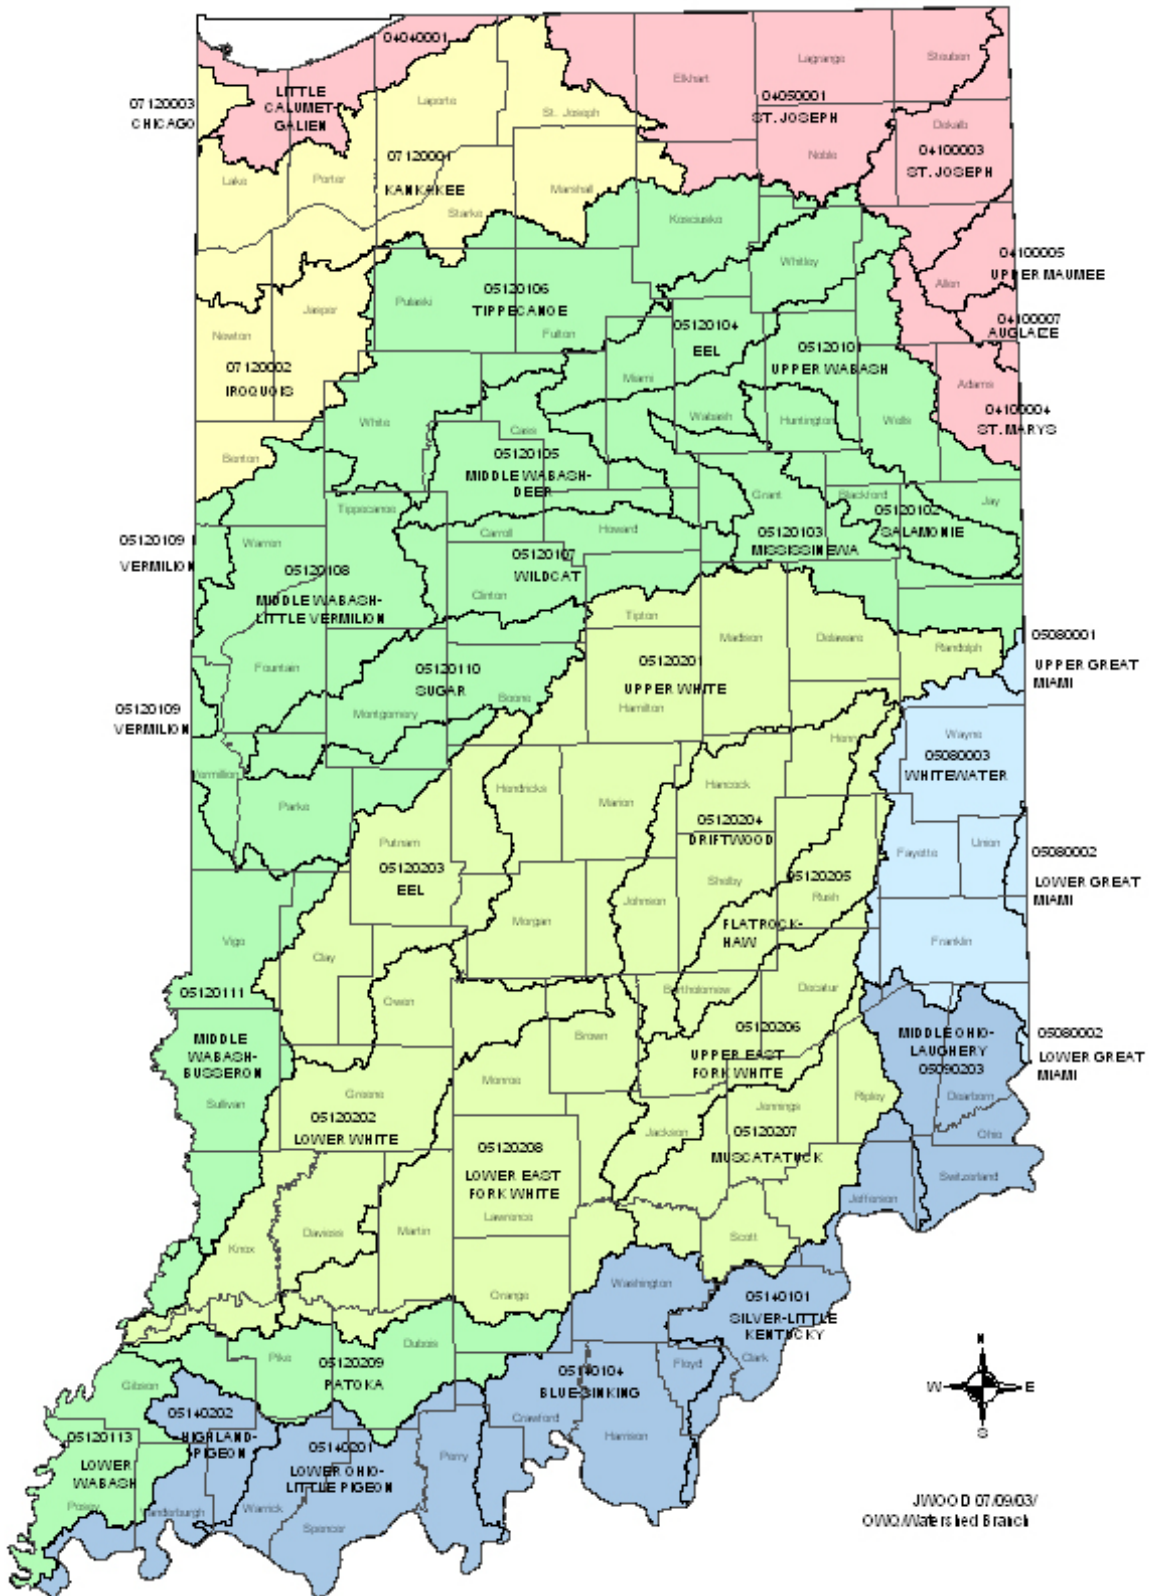 04040001
Steuben
Lagrange
Elkhart
LITTLE
CALUMET-
GALIEN
Laporte
04050001
ST. JOSEPH
07120003
CHICAGO
St. Joseph
Dekalb
04100003
ST. JOSEPH
Noble
07120001
KANKAKEE
Lake
Porter
Starke
Marshall
Kosciusko
Whitley
04100005
UPPER MAUMEE
Allen
05120106
TIPPECANOE
Pulaski
Jasper
Fulton
Newton
07120002
IROQUOIS
05120104
EEL
05120101
UPPER WABASH
04100007
AUGLAIZE
Miami
Adams
04100004
ST. MARYS
White
Cass
Wabash
Huntington
Wells
Benton
05120105
MIDDLE WABASH-
DEER
Tippecanoe
Grant
Blackford
Jay
05120102
SALAMONIE
05120103
MISSISSINEWA
Carroll
Howard
05120107
WILDCAT
05120109
VERMILION
Warren
05120108
MIDDLE WABASH-
LITTLE VERMILION
Clinton
Tipton
Madison
Delaware
Randolph
05080001
UPPER GREAT
MIAMI
Fountain
05120110
SUGAR
Boone
Montgomery
05120201
UPPER WHITE
Hamilton
05120109
VERMILION
Henry
Wayne
05080003
WHITEWATER
Vermillion
Parke
Hendricks
Marion
Hancock
05120204
DRIFTWOOD
Putnam
05120203
EEL
Fayette
Union
05080002
LOWER GREAT
MIAMI
Shelby
05120205
Rush
FLATROCK-
HAW
Johnson
Morgan
Franklin
Vigo
Clay
Owen
05120111
MIDDLE
WABASH-
BUSSERON
Sullivan
Bartholomew
Decatur
Brown
05120206
UPPER EAST
FORK WHITE
MIDDLE OHIO-
LAUGHERY
05090203
05080002
LOWER GREAT
MIAMI
Dearborn
Ohio
Monroe
Greene
05120202
LOWER WHITE
Jennings
Ripley
Jackson
05120207
MUSCATATUCK
05120208
LOWER EAST
FORK WHITE
Lawrence
Switzerland
Jefferson
Knox
Daviess
Martin
Scott
Orange
Washington
05140101
SILVER-LITTLE
KENTUCKY
Dubois
Pike
05120209
PATOKA
Floyd
Clark
05140104
BLUE-SINKING
Gibson
05140202
HIGHLAND-
PIGEON
Crawford
Harrison
05120113
LOWER
WABASH
05140201
LOWER OHIO-
LITTLE PIGEON
Perry
Posey
Vanderburgh
Warrick
Spencer
N
W E
S
JWOOD 07/09/03/
OWQ/Watershed Branch